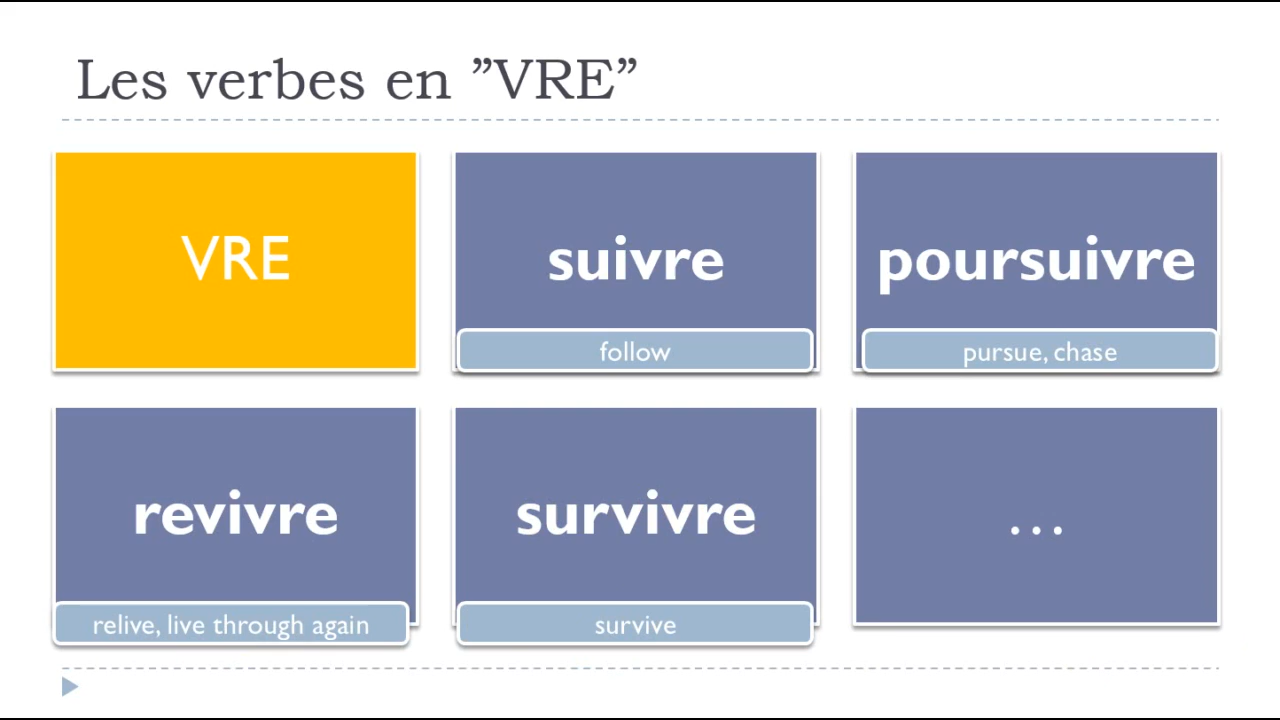 Les verbes en ”VRE”
VRE
suivre
follow
poursuivre
pursue, chase
revivre
relive, live through again
survivre
survive
...